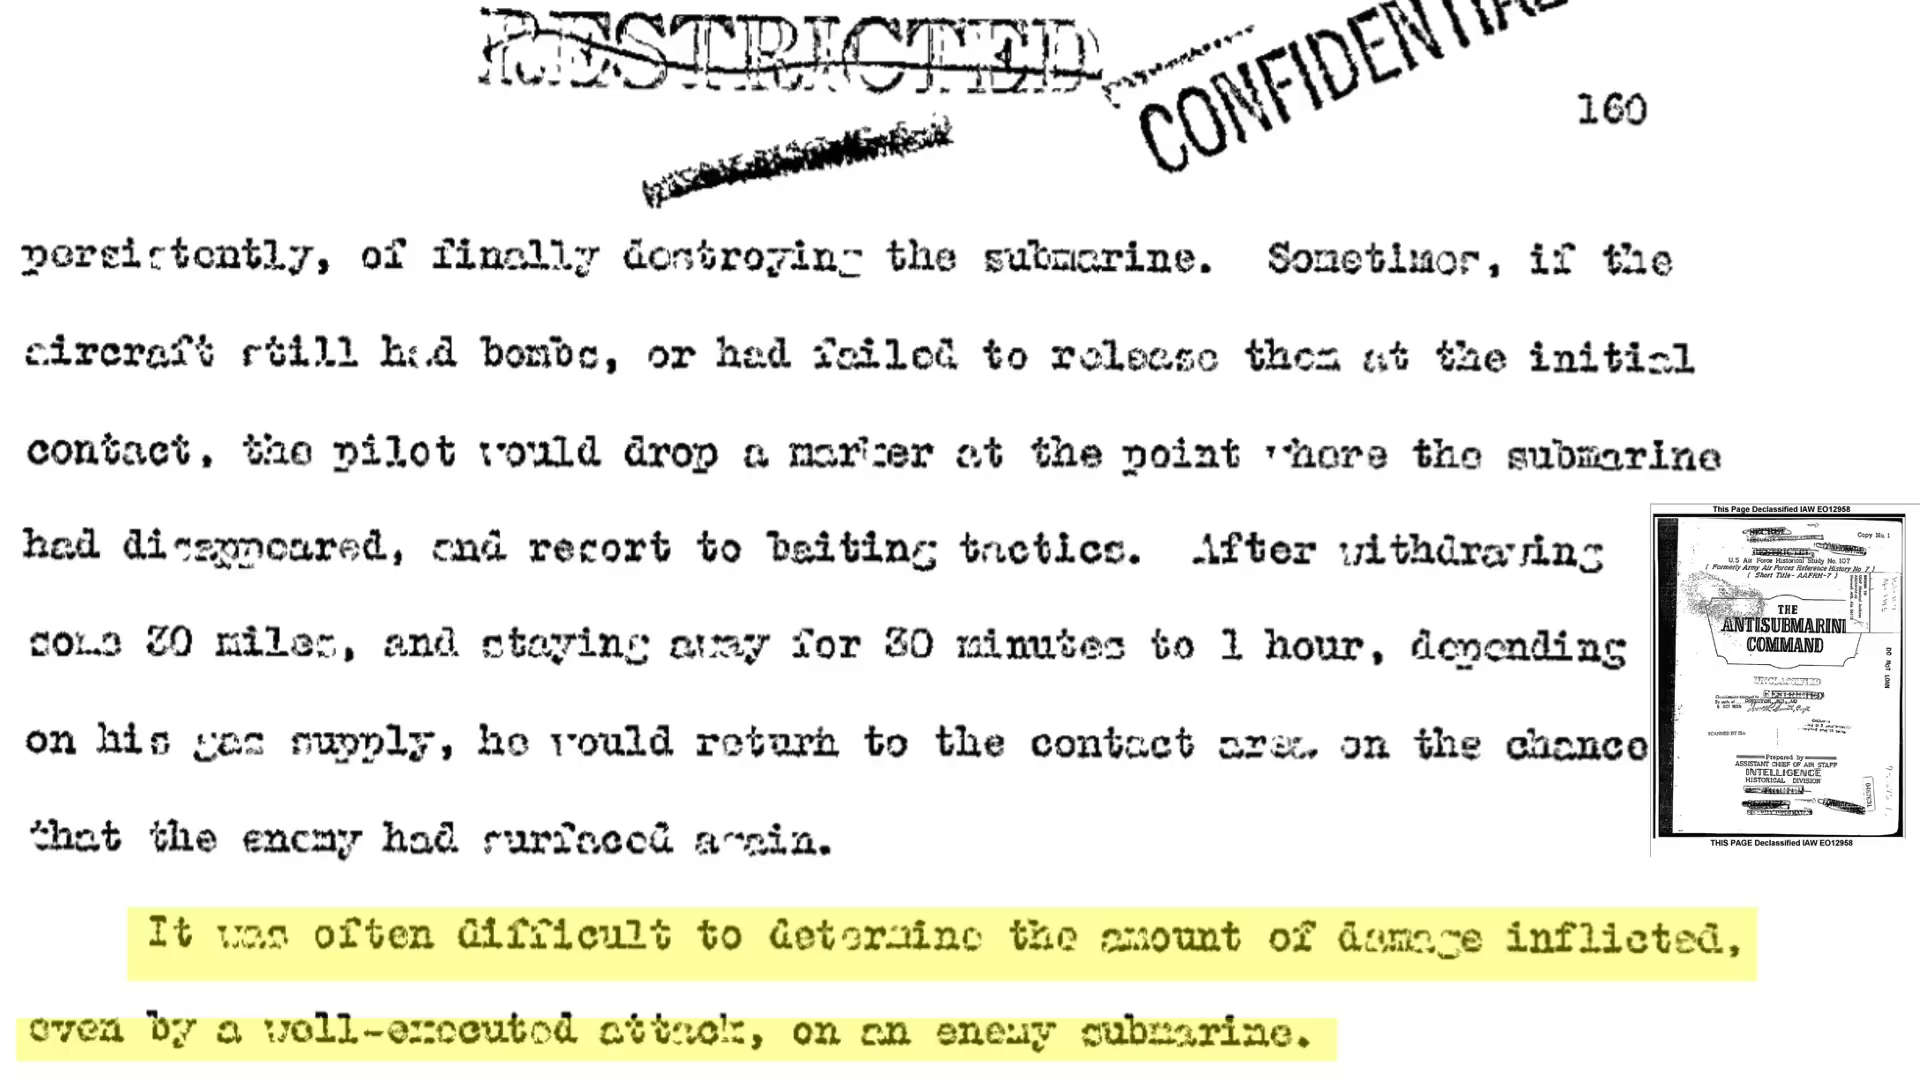 RESTRICTED
CONFIDENTIAL
160
persistently, of finally destroying the submarine. Sometimes, if the
aircraft still had bombs, or had failed to release them at the initial
contact, the pilot would drop a marker at the point where the submarine
had disappeared, and resort to baiting tactics. After withdrawing
some 30 miles, and staying away for 30 minutes to 1 hour, depending
on his gas supply, he would return to the contact area on the chance
that the enemy had surfaced again.
It was often difficult to determine the amount of damage inflicted,
even by a well-executed attack, on an enemy submarine.
This Page Declassified IAW EO12958
Copy No. 1
RESTRICTED
U.S. Air Force Historical Study No. 107
( Formerly Army Air Forces Reference History No. 7 )
( Short Title- AAFRH-7 )
THE
ANTISUBMARINE
COMMAND
DO NOT LOAN
UNCLASSIFIED
RESTRICTED
SCANNED BY ISA
Prepared by
ASSISTANT CHIEF OF AIR STAFF
INTELLIGENCE
HISTORICAL DIVISION
THIS PAGE Declassified IAW EO12958